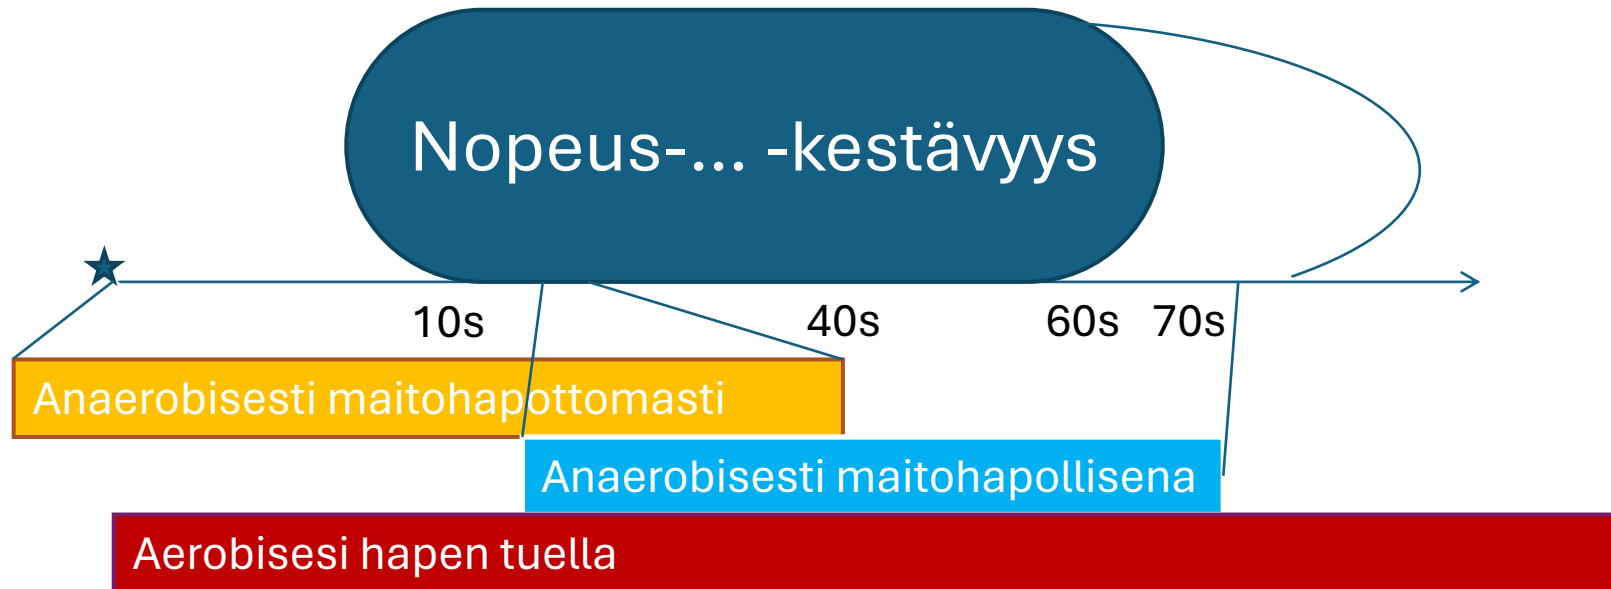 Nopeus-... -kestävyys
10s 40s 60s 70s
Anaerobisesti maitohapottomasti
Anaerobisesti maitohapollisena
Aerobisesi hapen tuella